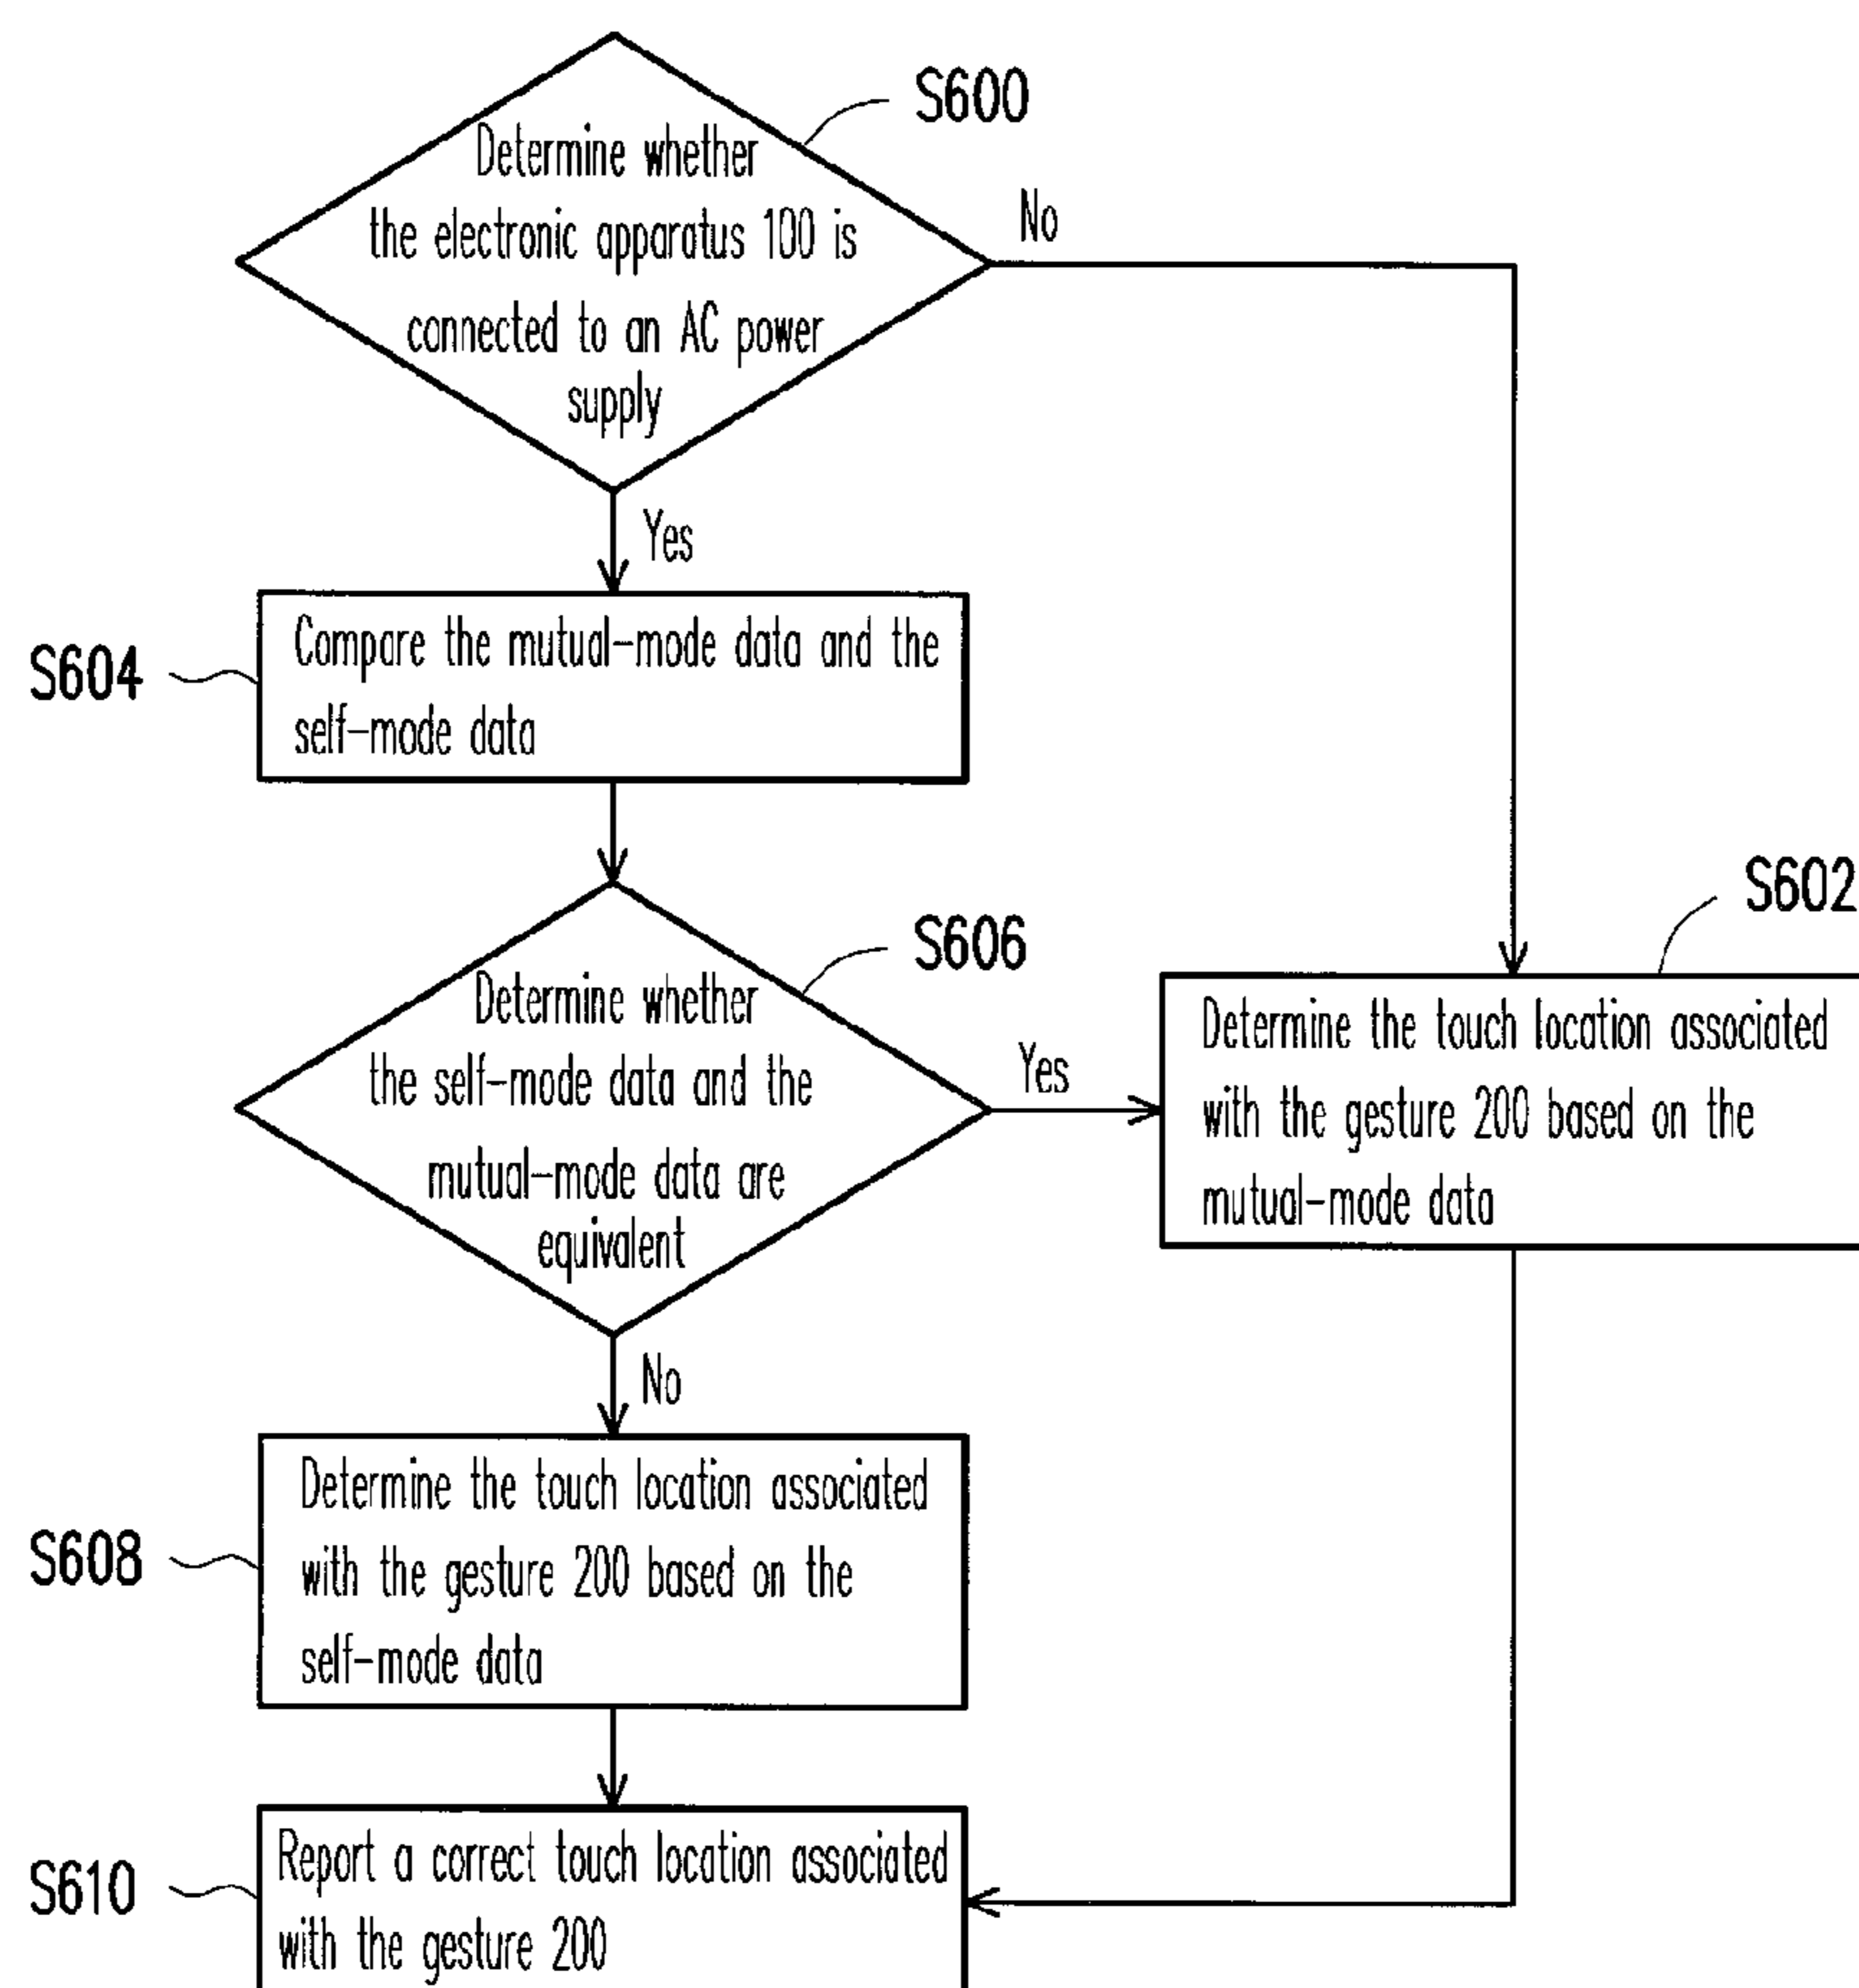 S600
Determine whether
the electronic apparatus 100 is
connected to an AC power
supply
No
Yes
S604
Compare the mutual-mode data and the
self-mode data
S606
Determine whether
the self-mode data and the
mutual-mode data are
equivalent
Yes
S602
Determine the touch location associated
with the gesture 200 based on the
mutual-mode data
No
S608
Determine the touch location associated
with the gesture 200 based on the
self-mode data
S610
Report a correct touch location associated
with the gesture 200